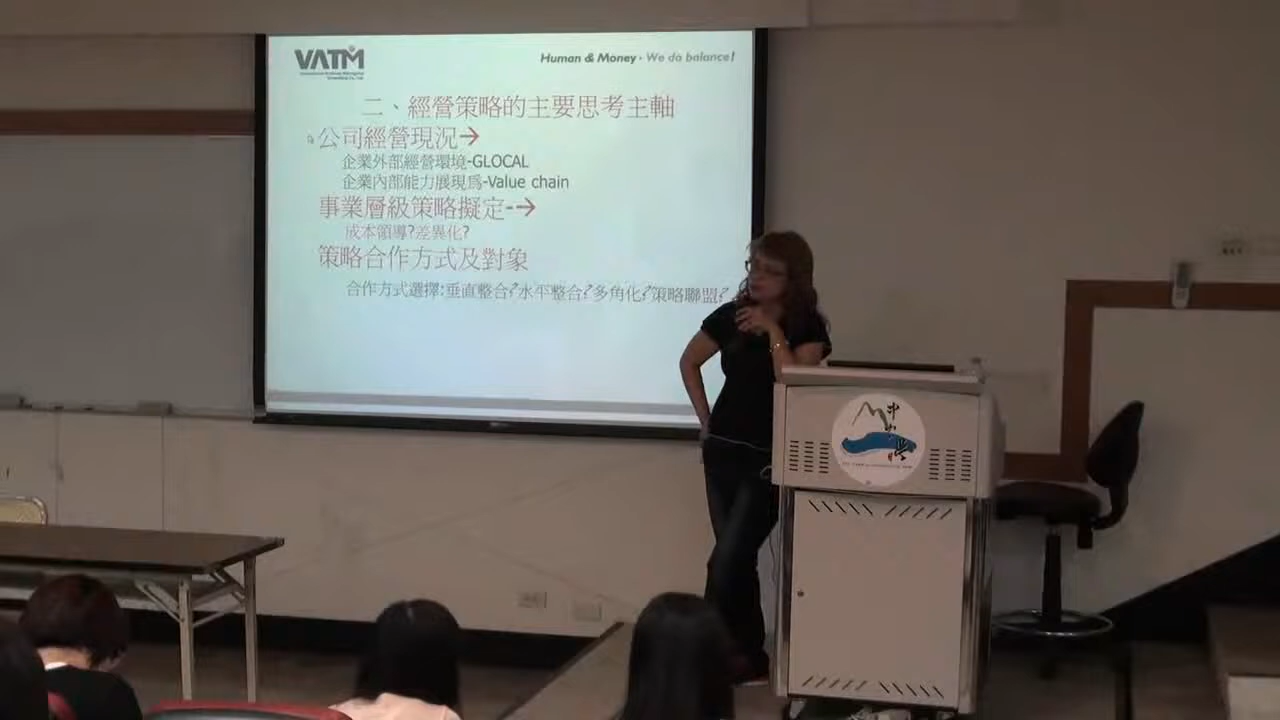 VATM
Human & Money · We do balance!
二、經營策略的主要思考主軸
公司經營現況→
企業外部經營環境-GLOCAL
企業內部能力展現為-Value chain
事業層級策略擬定-→
成本領導?差異化?
策略合作方式及對象
合作方式選擇:垂直整合?水平整合?多角化?策略聯盟?
中興